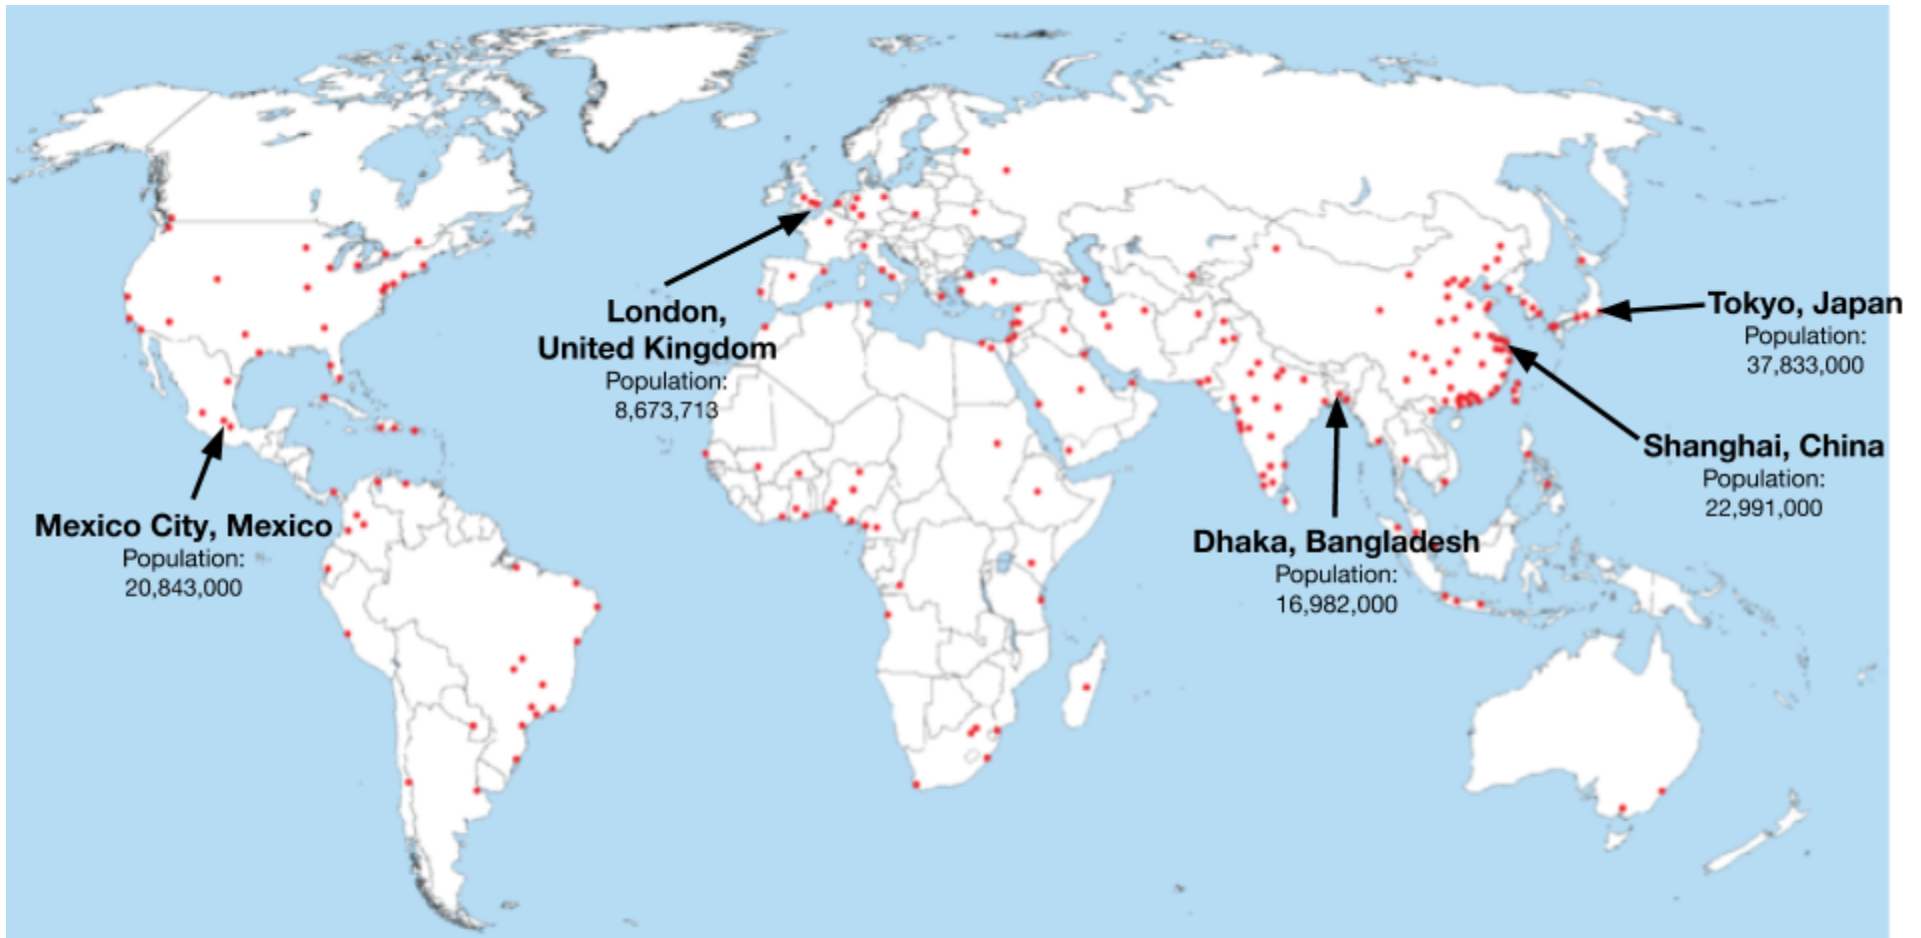 London,
United Kingdom
Population:
8,673,713
Tokyo, Japan
Population:
37,833,000
Shanghai, China
Population:
22,991,000
Mexico City, Mexico
Population:
20,843,000
Dhaka, Bangladesh
Population:
16,982,000